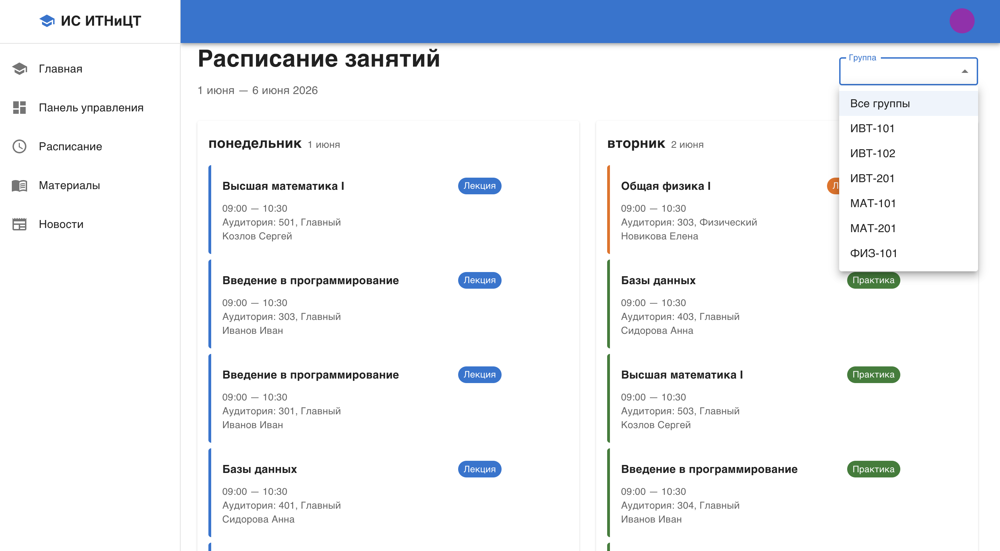 ИС ИТНиЦТ
Главная
Панель управления
Расписание
Материалы
Новости
Расписание занятий
1 июня — 6 июня 2026
Группа
Все группы
ИВТ-101
ИВТ-102
ИВТ-201
МАТ-101
МАТ-201
ФИЗ-101
понедельник 1 июня
Высшая математика I
Лекция
09:00 — 10:30
Аудитория: 501, Главный
Козлов Сергей
Введение в программирование
Лекция
09:00 — 10:30
Аудитория: 303, Главный
Иванов Иван
Введение в программирование
Лекция
09:00 — 10:30
Аудитория: 301, Главный
Иванов Иван
Базы данных
Лекция
09:00 — 10:30
Аудитория: 401, Главный
Сидорова Анна
вторник 2 июня
Общая физика I
09:00 — 10:30
Аудитория: 303, Физический
Новикова Елена
Базы данных
Практика
09:00 — 10:30
Аудитория: 403, Главный
Сидорова Анна
Высшая математика I
Практика
09:00 — 10:30
Аудитория: 503, Главный
Козлов Сергей
Введение в программирование
Практика
09:00 — 10:30
Аудитория: 304, Главный
Иванов Иван